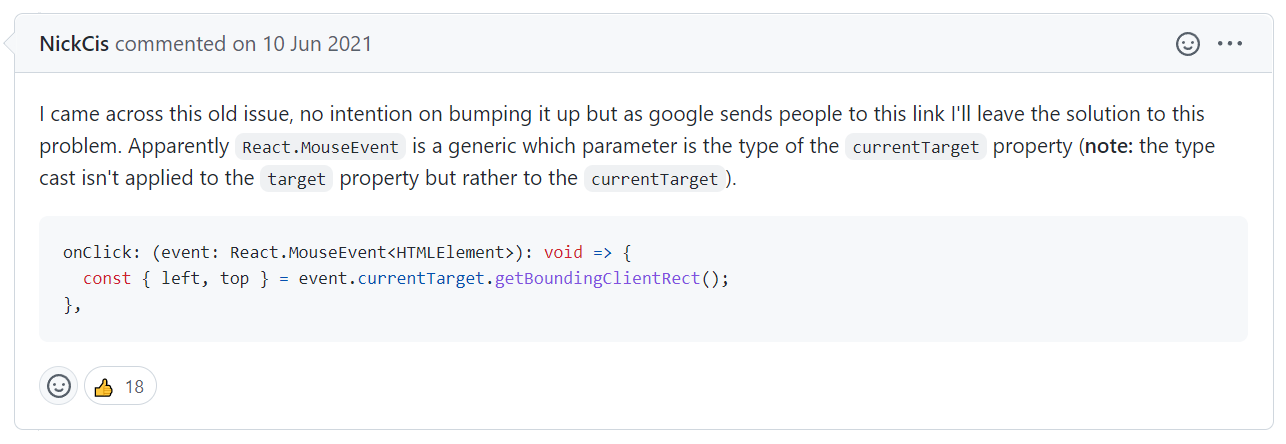 NickCis commented on 10 Jun 2021
I came across this old issue, no intention on bumping it up but as google sends people to this link I'll leave the solution to this
problem. Apparently React.MouseEvent is a generic which parameter is the type of the currentTarget property (note: the type
cast isn't applied to the target property but rather to the currentTarget).
onClick: (event: React.MouseEvent<HTMLElement>): void => {
  const { left, top } = event.currentTarget.getBoundingClientRect();
},
18